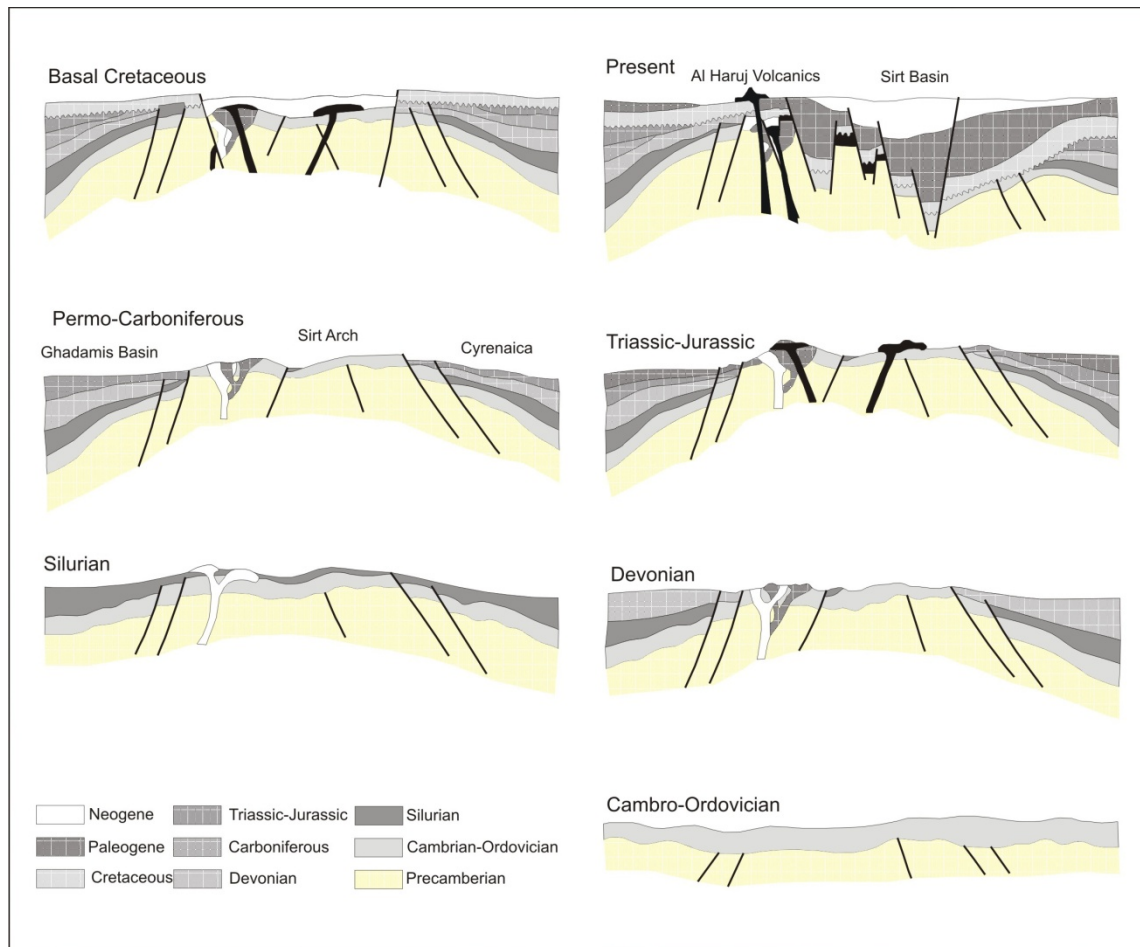 Basal Cretaceous
Present
Al Haruj Volcanics
Sirt Basin
Permo-Carboniferous
Ghadamis Basin
Sirt Arch
Cyrenaica
Triassic-Jurassic
Silurian
Devonian
Cambro-Ordovician
Neogene
Triassic-Jurassic
Silurian
Paleogene
Carboniferous
Cambrian-Ordovician
Cretaceous
Devonian
Precamberian